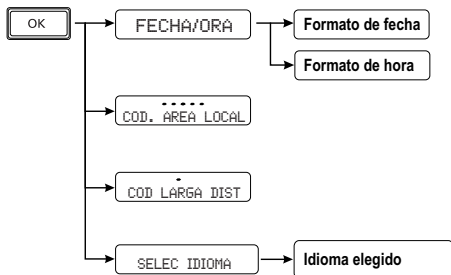 OK
FECHA/ORA
Formato de fecha
Formato de hora
-----
COD. AREA LOCAL
-
COD LARGA DIST
SELEC IDIOMA
Idioma elegido